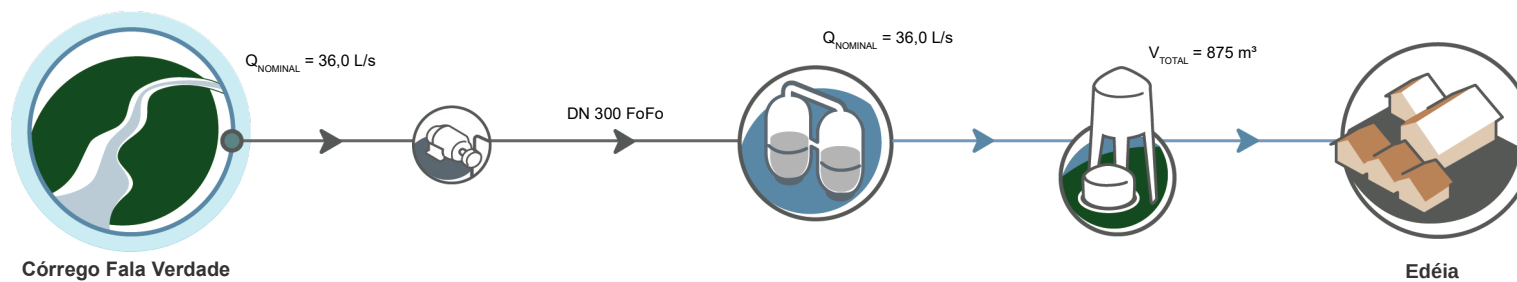 Q_NOMINAL = 36,0 L/s
DN 300 FoFo
Q_NOMINAL = 36,0 L/s
V_TOTAL = 875 m³
Córrego Fala Verdade
Edéia